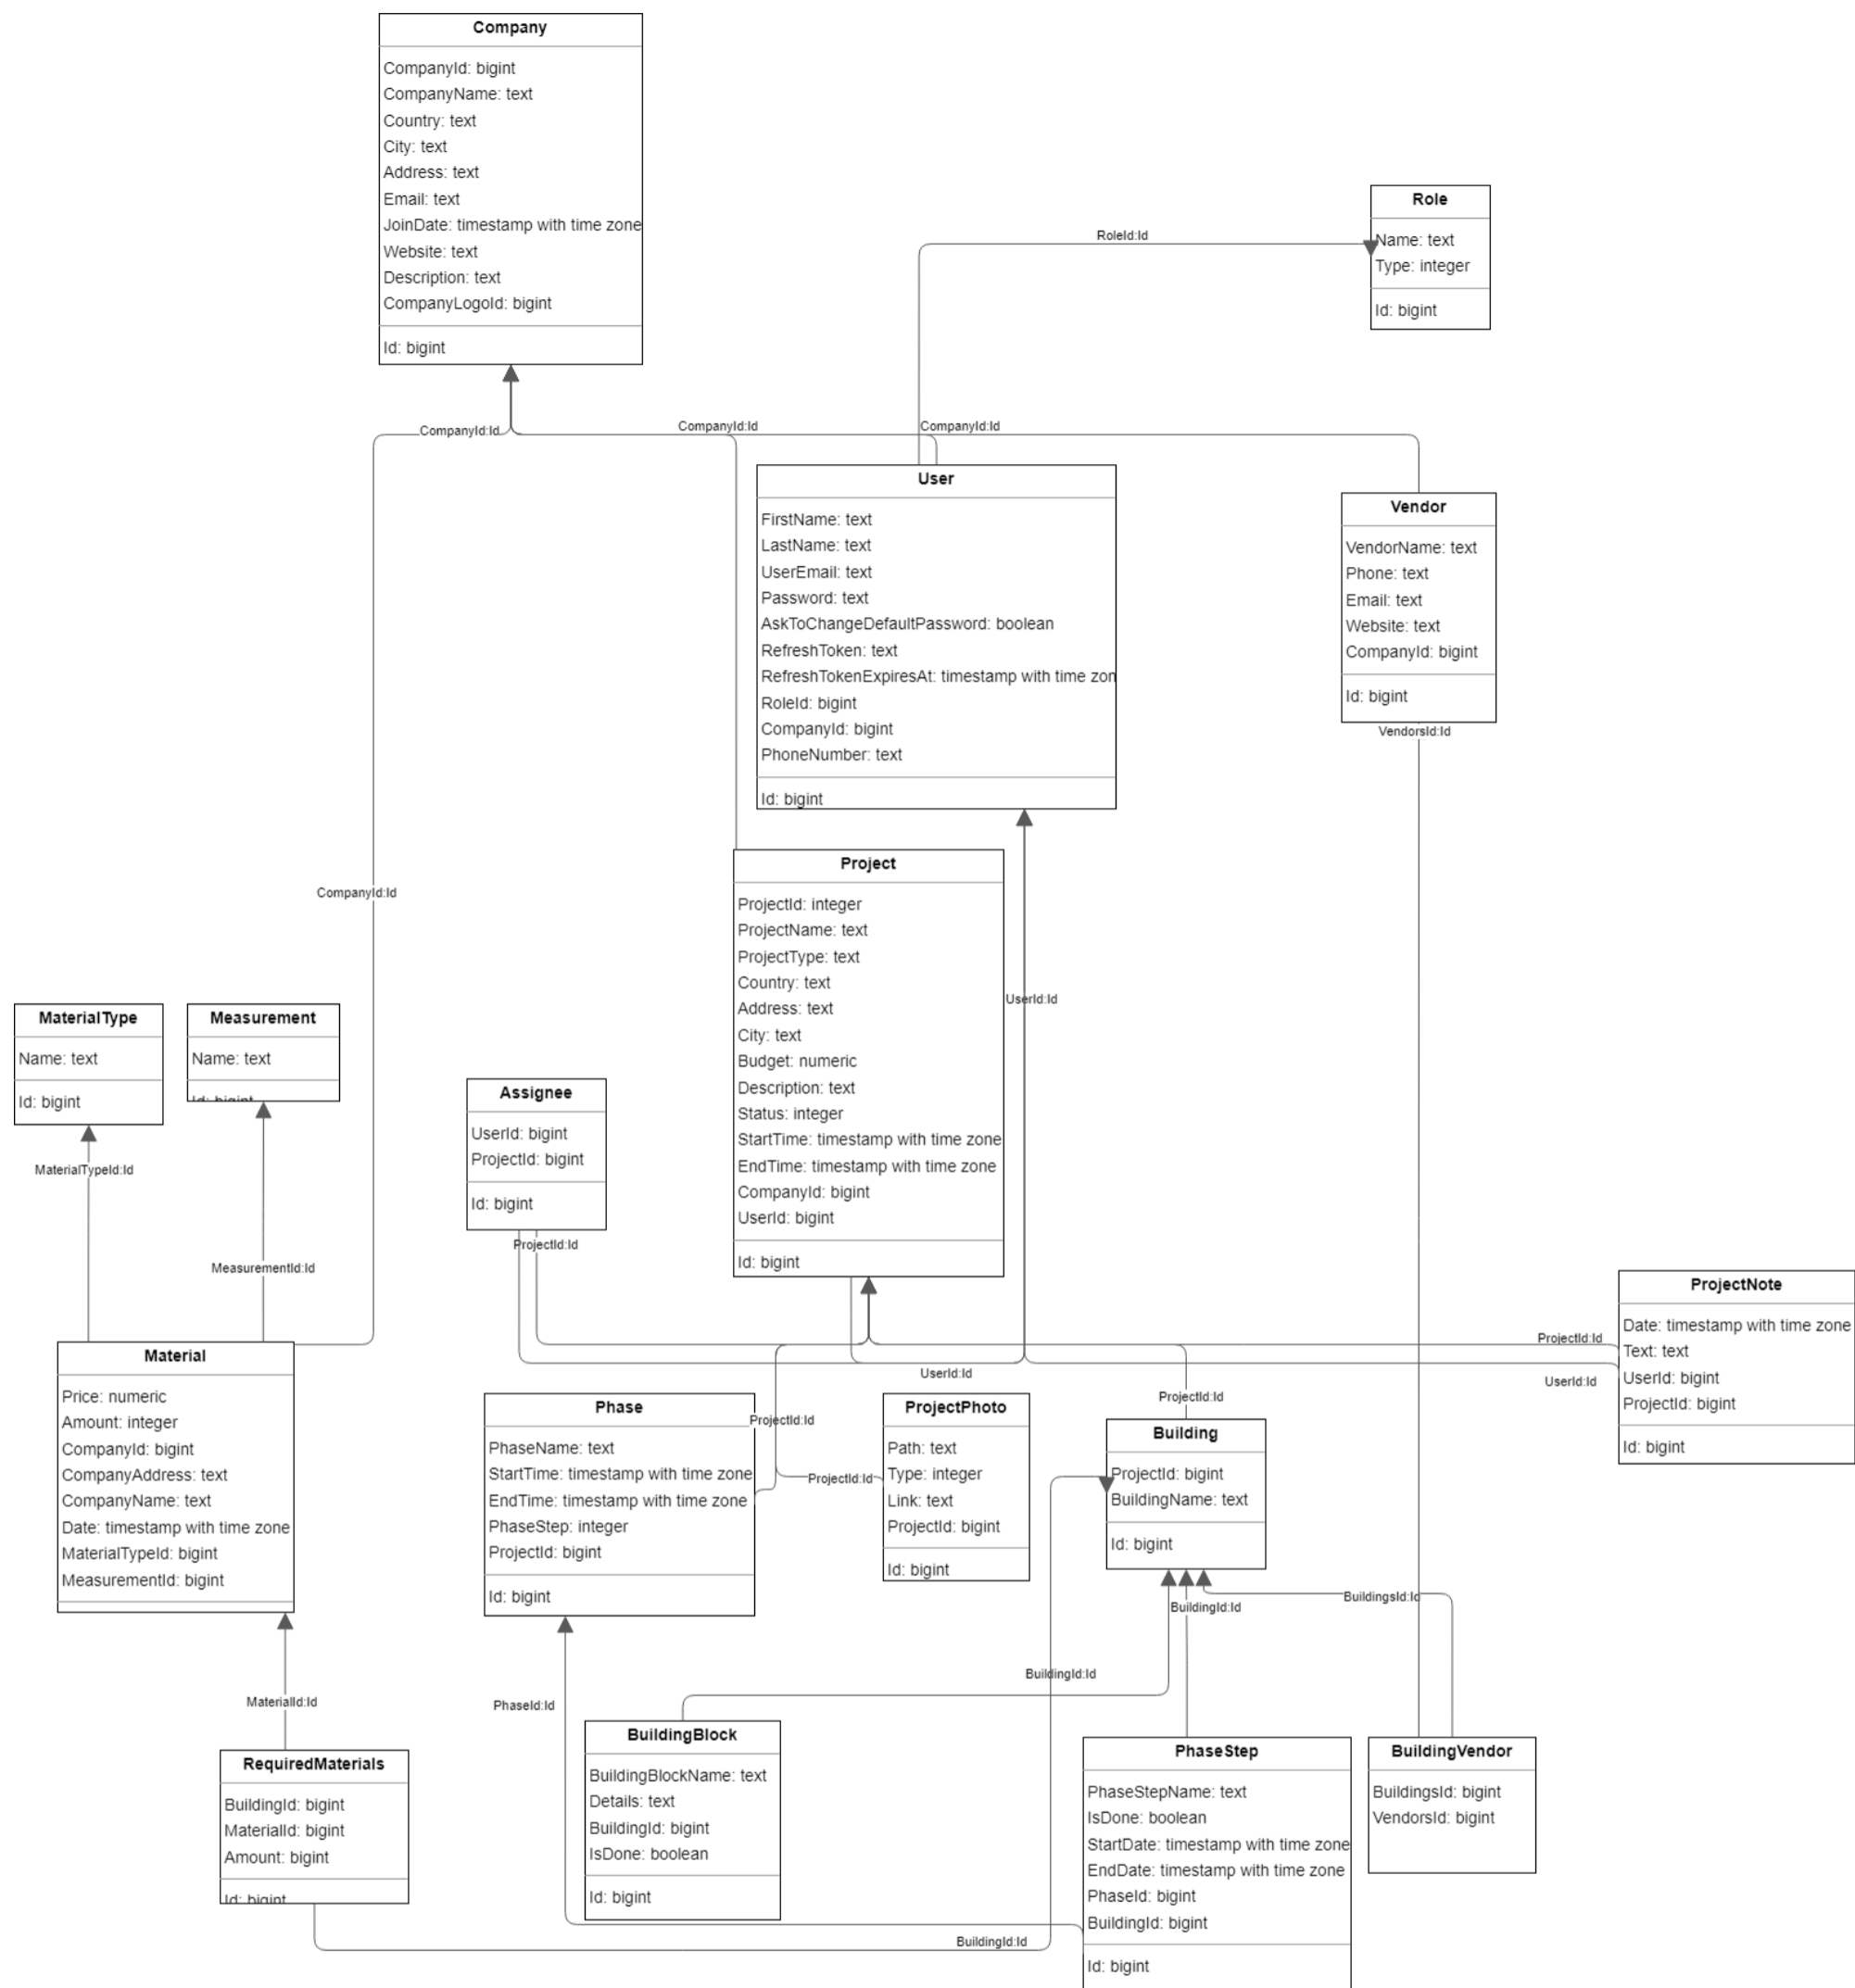 Company
CompanyId: bigint
CompanyName: text
Country: text
City: text
Address: text
Email: text
JoinDate: timestamp with time zone
Website: text
Description: text
CompanyLogoId: bigint
Id: bigint
Role
Name: text
Type: integer
Id: bigint
RoleId:Id
CompanyId:Id
CompanyId:Id
CompanyId:Id
User
FirstName: text
LastName: text
UserEmail: text
Password: text
AskToChangeDefaultPassword: boolean
RefreshToken: text
RefreshTokenExpiresAt: timestamp with time zon
RoleId: bigint
CompanyId: bigint
PhoneNumber: text
Id: bigint
Vendor
VendorName: text
Phone: text
Email: text
Website: text
CompanyId: bigint
Id: bigint
VendorsId:Id
CompanyId:Id
Project
ProjectId: integer
ProjectName: text
ProjectType: text
Country: text
Address: text
City: text
Budget: numeric
Description: text
Status: integer
StartTime: timestamp with time zone
EndTime: timestamp with time zone
CompanyId: bigint
UserId: bigint
Id: bigint
UserId:Id
MaterialType
Name: text
Id: bigint
Measurement
Name: text
Id: bigint
Assignee
UserId: bigint
ProjectId: bigint
Id: bigint
MaterialTypeId:Id
MeasurementId:Id
ProjectId:Id
ProjectNote
Date: timestamp with time zone
Text: text
UserId: bigint
ProjectId: bigint
Id: bigint
ProjectId:Id
UserId:Id
UserId:Id
ProjectId:Id
Material
Price: numeric
Amount: integer
CompanyId: bigint
CompanyAddress: text
CompanyName: text
Date: timestamp with time zone
MaterialTypeId: bigint
MeasurementId: bigint
Phase
PhaseName: text
StartTime: timestamp with time zone
EndTime: timestamp with time zone
PhaseStep: integer
ProjectId: bigint
Id: bigint
ProjectId:Id
ProjectId:Id
ProjectPhoto
Path: text
Type: integer
Link: text
ProjectId: bigint
Id: bigint
Building
ProjectId: bigint
BuildingName: text
Id: bigint
BuildingId:Id
BuildingsId:Id
BuildingId:Id
MaterialId:Id
PhaseId:Id
RequiredMaterials
BuildingId: bigint
MaterialId: bigint
Amount: bigint
Id: bigint
BuildingBlock
BuildingBlockName: text
Details: text
BuildingId: bigint
IsDone: boolean
Id: bigint
PhaseStep
PhaseStepName: text
IsDone: boolean
StartDate: timestamp with time zone
EndDate: timestamp with time zone
PhaseId: bigint
BuildingId: bigint
Id: bigint
BuildingVendor
BuildingsId: bigint
VendorsId: bigint
BuildingId:Id